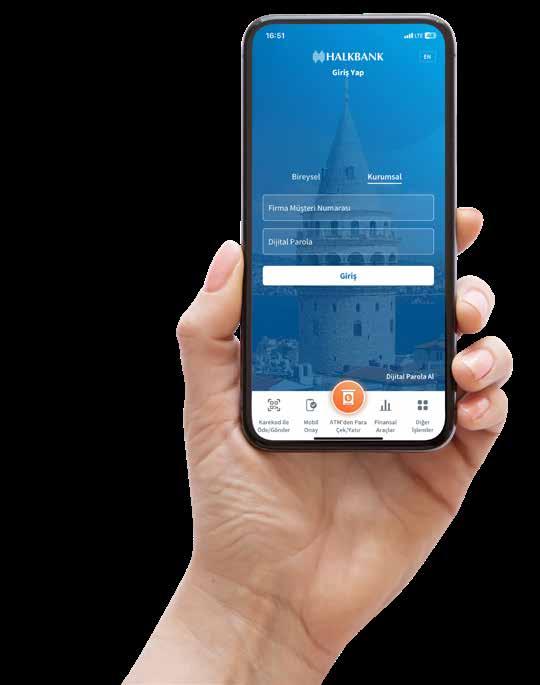 16:51
LTE 48
HALKBANK
EN
Giriş Yap
Bireysel
Kurumsal
Firma Müşteri Numarası
Dijital Parola
Giriş
Dijital Parola Al
Karekod ile
Öde/Gönder
Mobil
Onay
ATM'den Para
Çek/Yatır
Finansal
Araçlar
Diğer
İşlemler